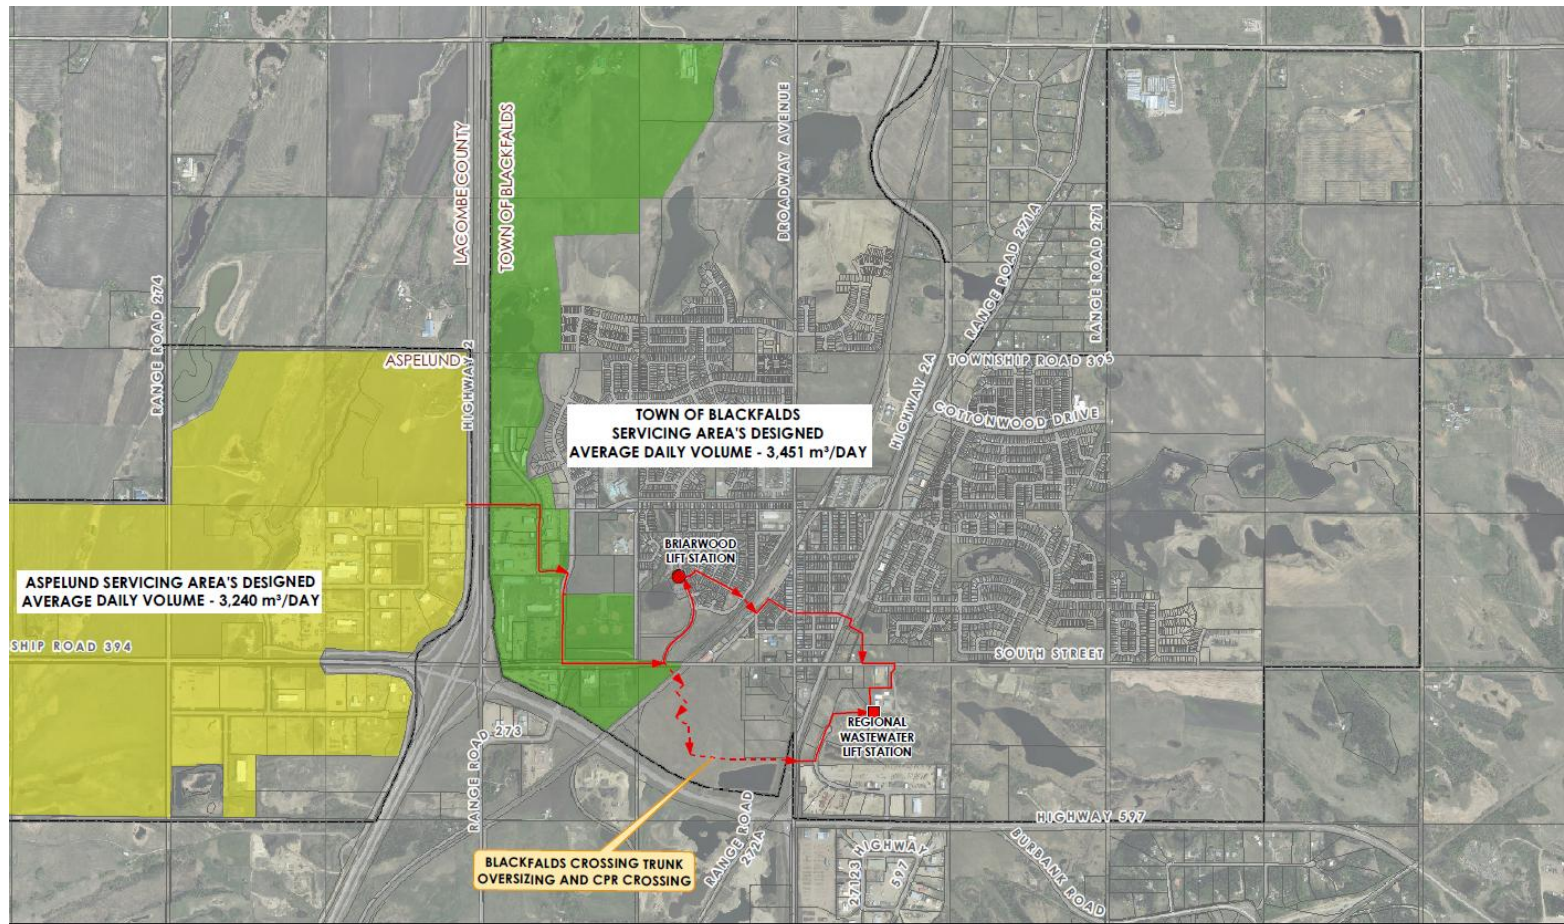 LACOMBE COUNTY
TOWN OF BLACKFALDS
BROADWAY AVENUE
RANGE ROAD 274
HIGHWAY 2
ASPELUND
HIGHWAY 2A
RANGE ROAD 271A
RANGE ROAD 271
TOWNSHIP ROAD 395
COTTONWOOD DRIVE
TOWN OF BLACKFALDS
SERVICING AREA'S DESIGNED
AVERAGE DAILY VOLUME - 3,451 m³/DAY
BRIARWOOD
LIFT STATION
ASPELUND SERVICING AREA'S DESIGNED
AVERAGE DAILY VOLUME - 3,240 m³/DAY
SHIP ROAD 394
SOUTH STREET
REGIONAL
WASTEWATER
LIFT STATION
RANGE ROAD 273
RANGE ROAD
272A
HIGHWAY 597
BLACKFALDS CROSSING TRUNK
OVERSIZING AND CPR CROSSING
27123
HIGHWAY
597
BURBANK ROAD